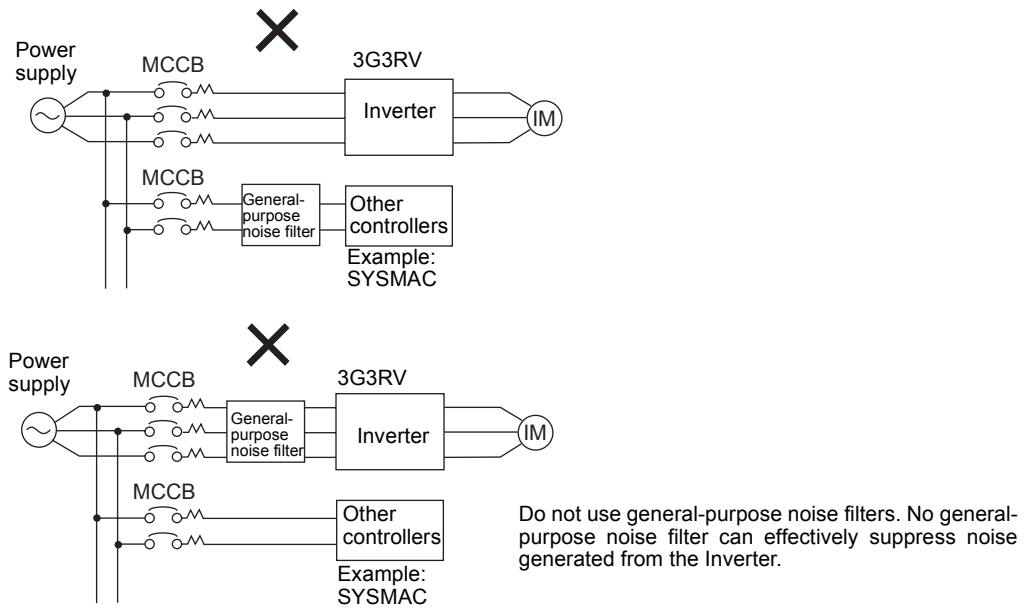 Power
supply
MCCB
3G3RV
Inverter
IM
MCCB
General-
purpose
noise filter
Other
controllers
Example:
SYSMAC
Power
supply
MCCB
3G3RV
General-
purpose
noise filter
Inverter
IM
MCCB
Other
controllers
Example:
SYSMAC
Do not use general-purpose noise filters. No general-
purpose noise filter can effectively suppress noise
generated from the Inverter.